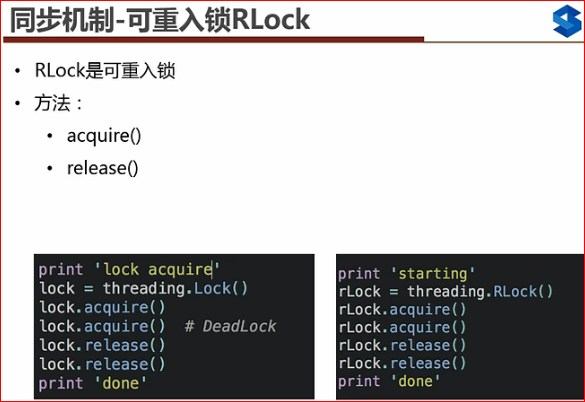 同步机制-可重入锁RLock
• RLock是可重入锁
• 方法：
• acquire()
• release()
print 'lock acquire'
lock = threading.Lock()
lock.acquire()
lock.acquire()  # DeadLock
lock.release()
lock.release()
print 'done'
print 'starting'
rLock = threading.RLock()
rLock.acquire()
rLock.acquire()
rLock.release()
rLock.release()
print 'done'